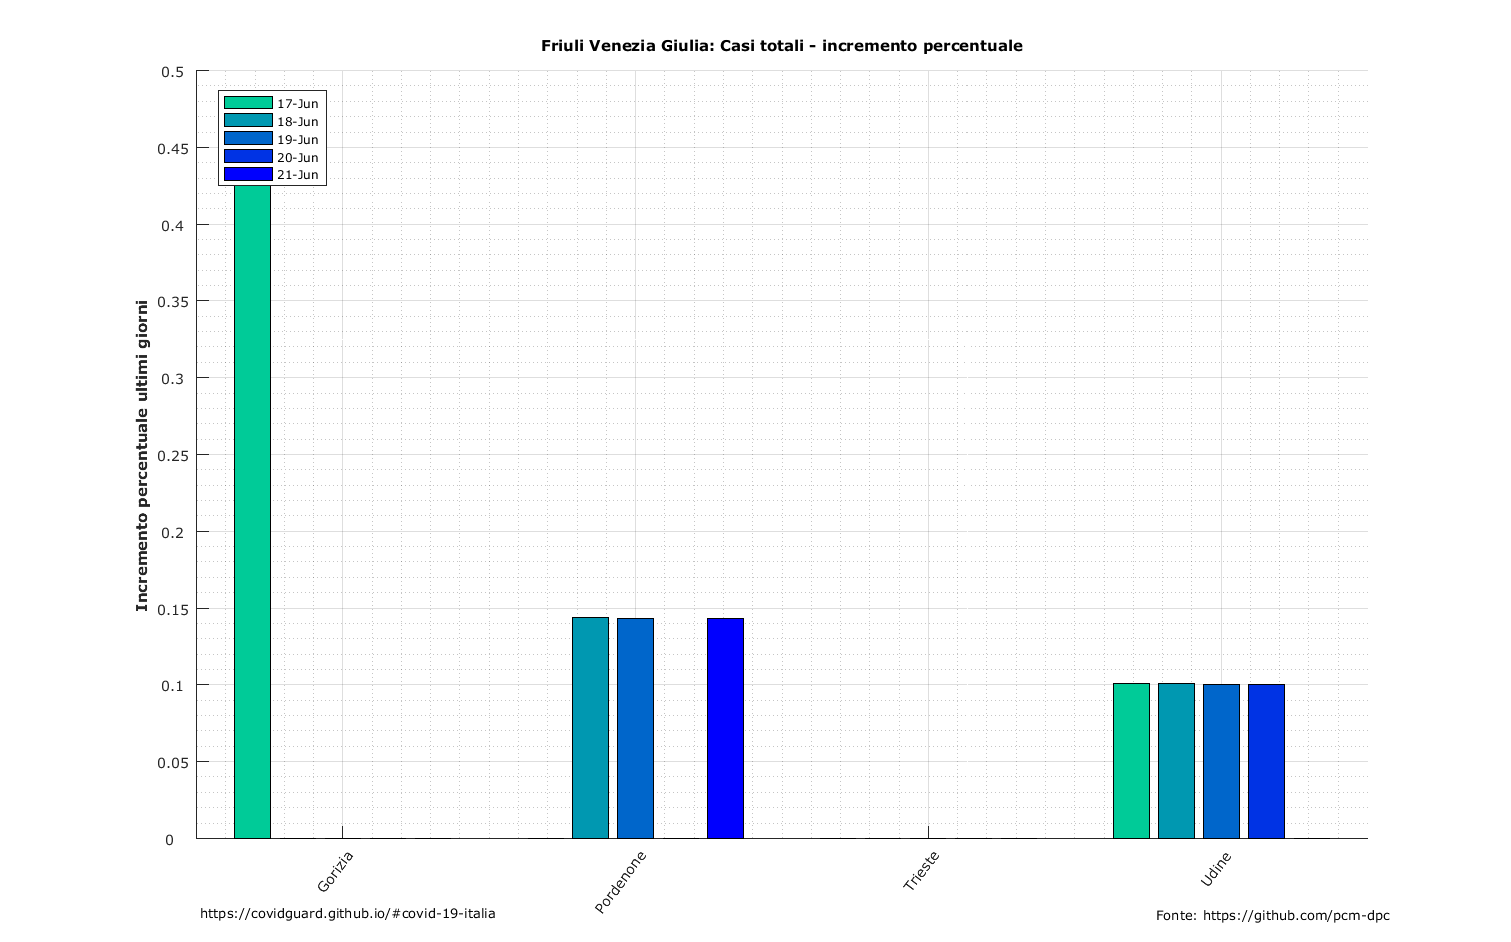 Friuli Venezia Giulia: Casi totali - incremento percentuale
0.5
0.45
0.4
0.35
0.3
0.25
0.2
0.15
0.1
0.05
0
Incremento percentuale ultimi giorni
17-Jun
18-Jun
19-Jun
20-Jun
21-Jun
Gorizia
Pordenone
Trieste
Udine
https://covidguard.github.io/#covid-19-italia
Fonte: https://github.com/pcm-dpc